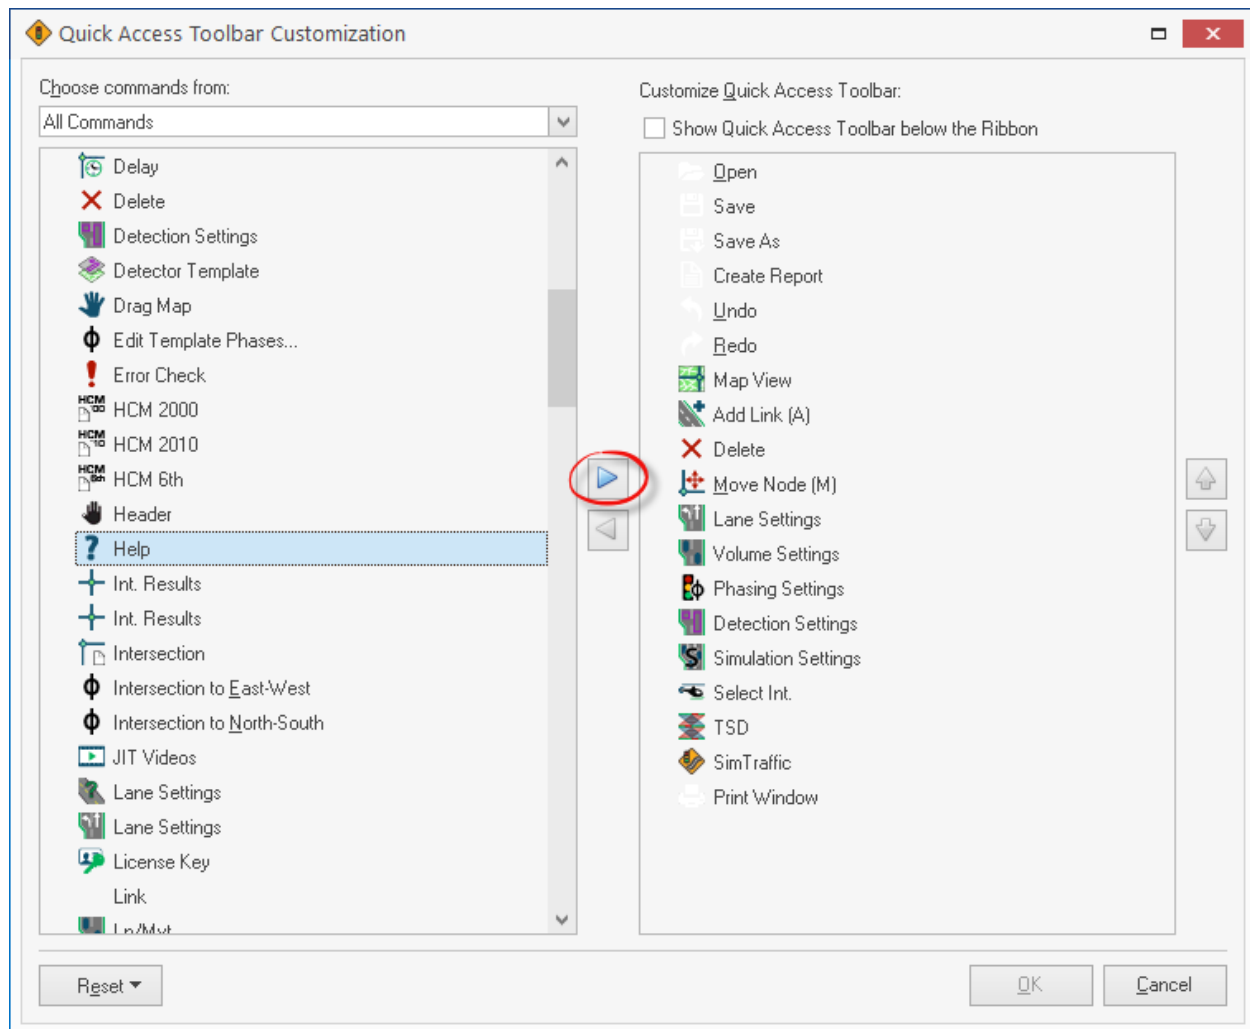 Quick Access Toolbar Customization
Choose commands from:
All Commands
Delay
Delete
Detection Settings
Detector Template
Drag Map
Edit Template Phases...
Error Check
HCM 2000
HCM 2010
HCM 6th
Header
Help
Int. Results
Int. Results
Intersection
Intersection to East-West
Intersection to North-South
JIT Videos
Lane Settings
Lane Settings
License Key
Link
Ln/Mvt
Customize Quick Access Toolbar:
Show Quick Access Toolbar below the Ribbon
Open
Save
Save As
Create Report
Undo
Redo
Map View
Add Link (A)
Delete
Move Node (M)
Lane Settings
Volume Settings
Phasing Settings
Detection Settings
Simulation Settings
Select Int.
TSD
SimTraffic
Print Window
Reset
OK
Cancel